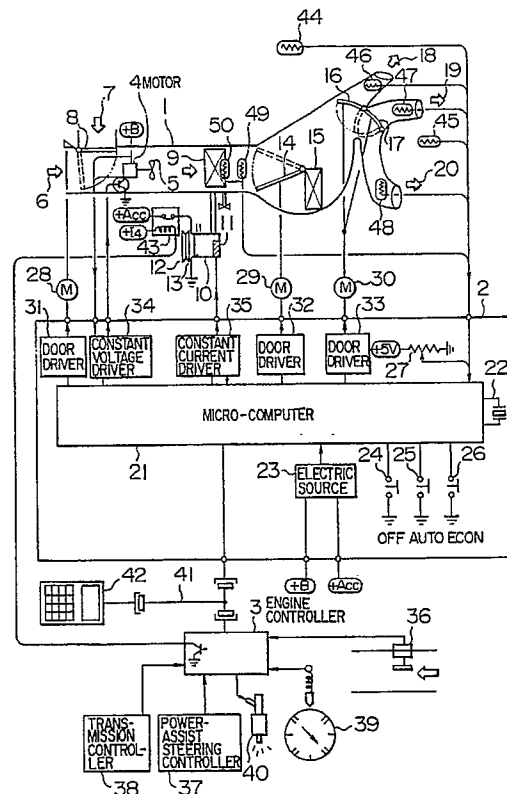 44
46
18
4 MOTOR
16
47
19
7
1
49
8
+B
50
9
14
15
17
45
5
20
6
+Acc
11
48
+I4
43
12
13
10
28
M
29
M
30
M
31
34
35
32
33
2
DOOR
DRIVER
CONSTANT
VOLTAGE
DRIVER
CONSTANT
CURRENT
DRIVER
DOOR
DRIVER
DOOR
DRIVER
+5V
27
22
MICRO-COMPUTER
21
23
24
25
26
ELECTRIC
SOURCE
OFF AUTO ECON
42
41
+B
+Acc
ENGINE
CONTROLLER
3
36
TRANS-
MISSION
CONTROL-
LER
POWER-
ASSIST
STEERING
CONTROLLER
40
39
38
37